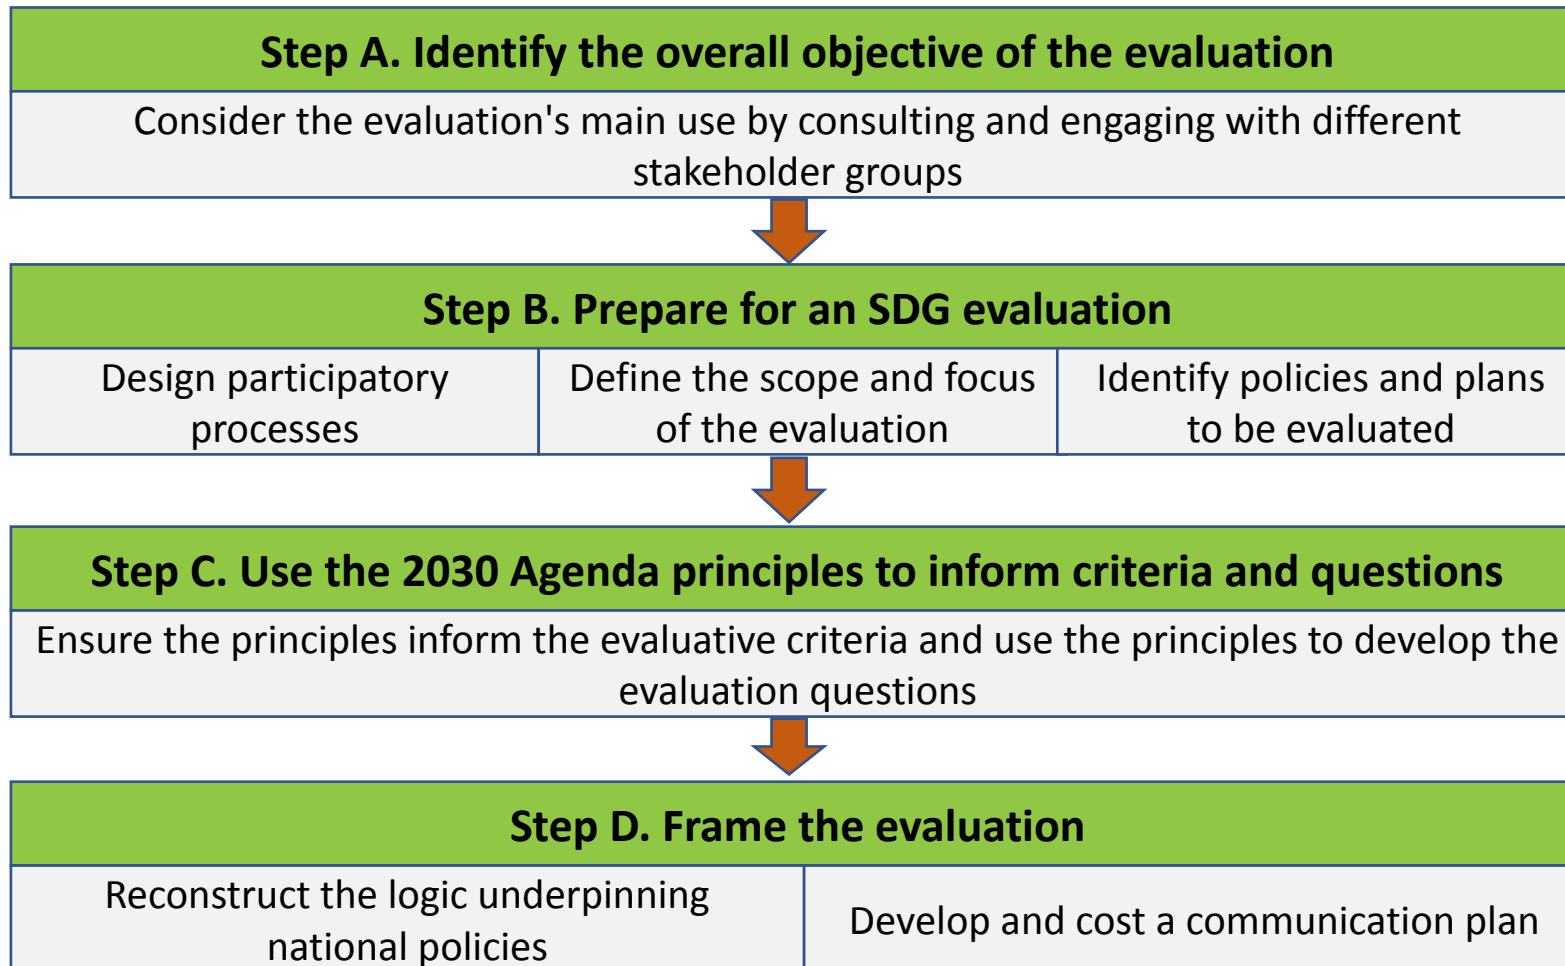 Step A. Identify the overall objective of the evaluation
Consider the evaluation's main use by consulting and engaging with different
stakeholder groups
Step B. Prepare for an SDG evaluation
Design participatory
processes
Define the scope and focus
of the evaluation
Identify policies and plans
to be evaluated
Step C. Use the 2030 Agenda principles to inform criteria and questions
Ensure the principles inform the evaluative criteria and use the principles to develop the
evaluation questions
Step D. Frame the evaluation
Reconstruct the logic underpinning
national policies
Develop and cost a communication plan